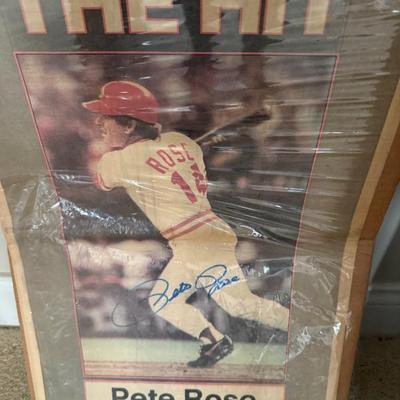 THE HIT
ROSE
14
Pete Rose
Pete Rose